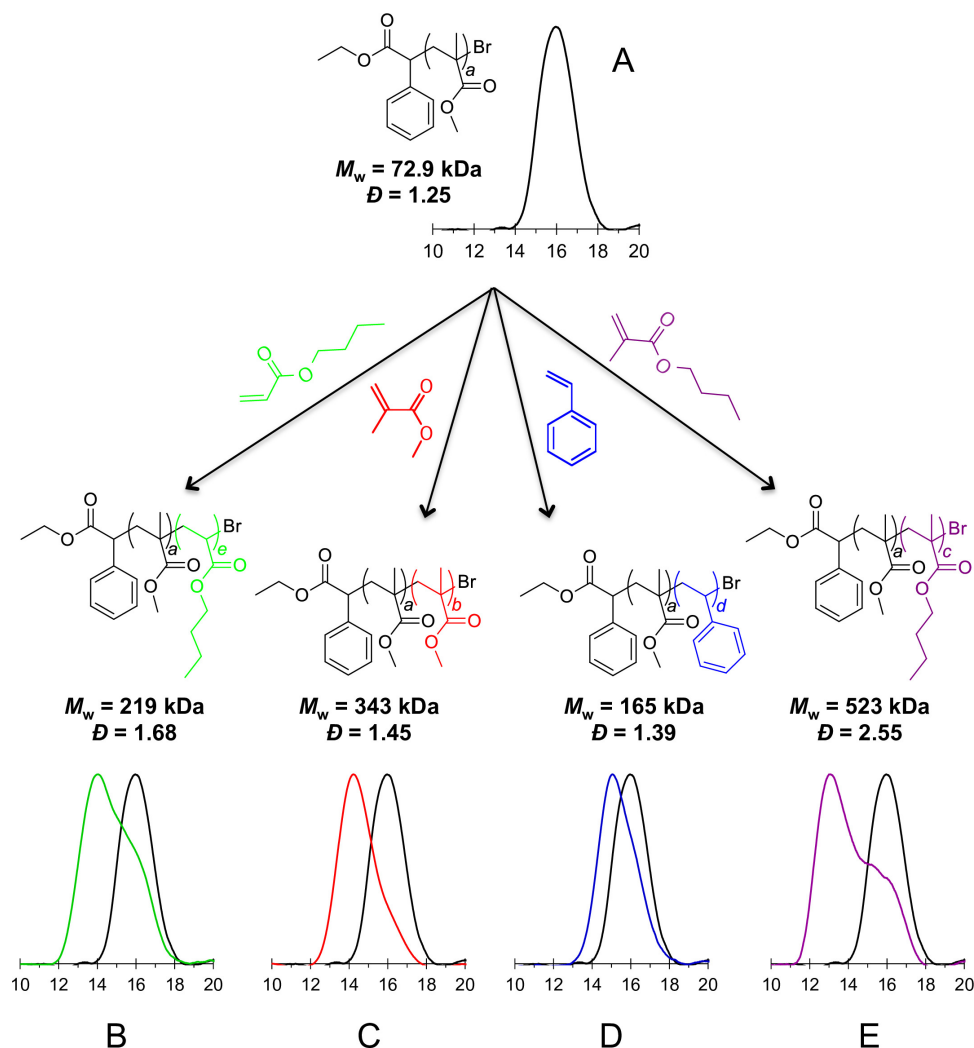 O
O
Br
a
O
O
A
Mw = 72.9 kDa
Đ = 1.25
10 12 14 16 18 20
O
O
O
O
O
O
O
O
O
Br
a
e
O
O
O
O
O
O
Br
a
b
O
O
O
O
O
O
Br
a
d
O
O
O
O
Br
a
c
O
O
O
O
Mw = 219 kDa
Đ = 1.68
Mw = 343 kDa
Đ = 1.45
Mw = 165 kDa
Đ = 1.39
Mw = 523 kDa
Đ = 2.55
10 12 14 16 18 20
10 12 14 16 18 20
10 12 14 16 18 20
10 12 14 16 18 20
B
C
D
E